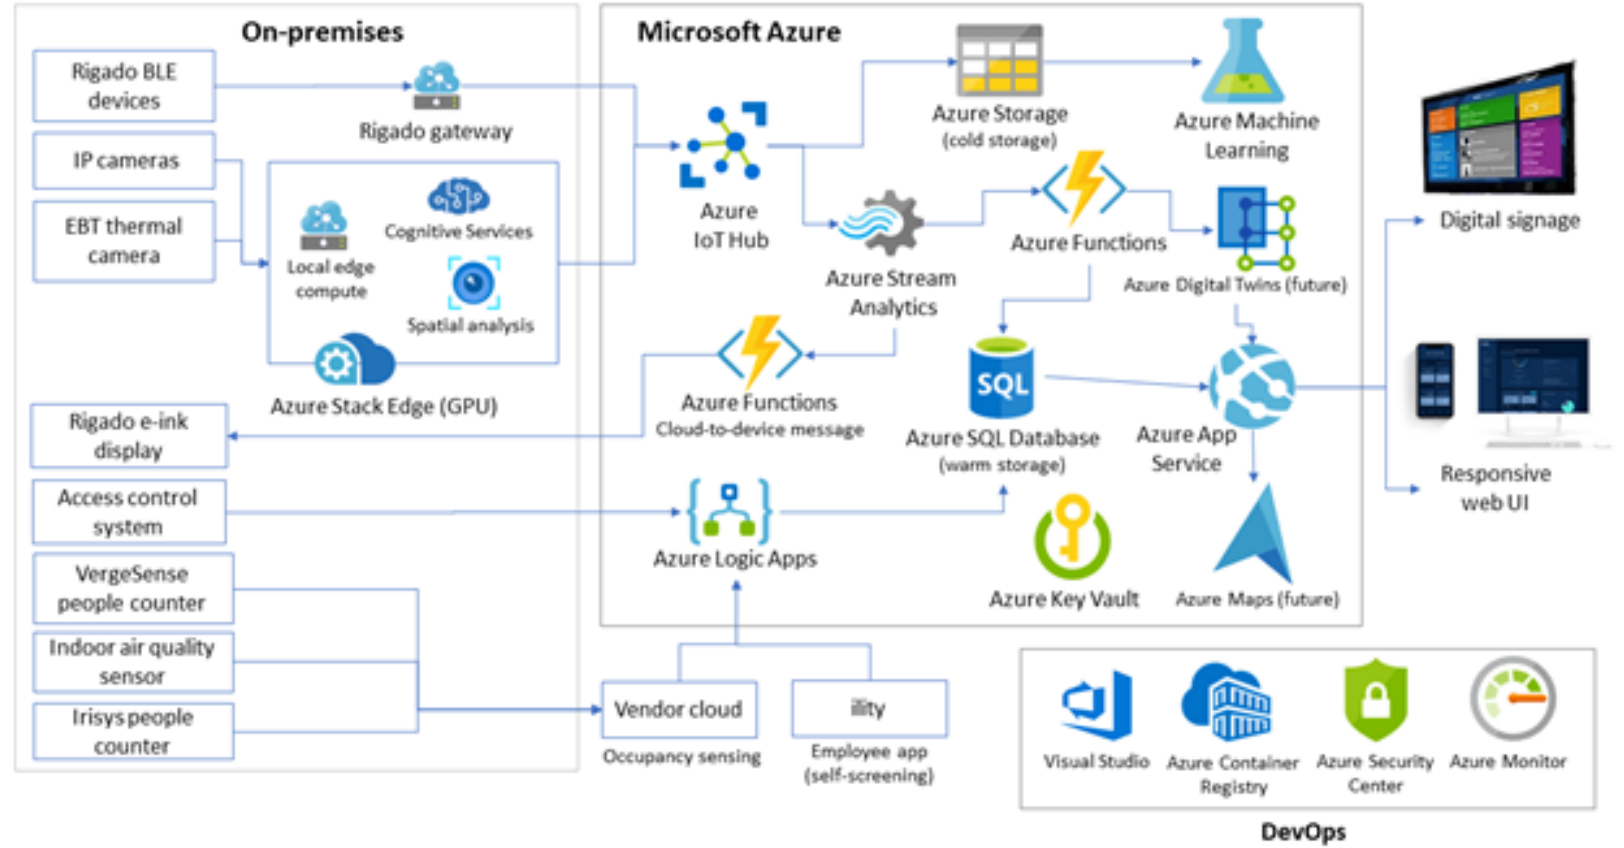 On-premises
Rigado BLE
devices
Rigado gateway
IP cameras
EBT thermal
camera
Local edge
compute
Cognitive Services
Spatial analysis
Azure Stack Edge (GPU)
Rigado e-ink
display
Access control
system
VergeSense
people counter
Indoor air quality
sensor
Irisys people
counter
Microsoft Azure
Azure
IoT Hub
Azure Storage
(cold storage)
Azure Machine
Learning
Azure Stream
Analytics
Azure Functions
Azure Digital Twins (future)
Azure Functions
Cloud-to-device message
SQL
Azure SQL Database
(warm storage)
Azure App
Service
Azure Logic Apps
Azure Key Vault
Azure Maps (future)
Vendor cloud
Occupancy sensing
ility
Employee app
(self-screening)
Digital signage
Responsive
web UI
Visual Studio
Azure Container
Registry
Azure Security
Center
Azure Monitor
DevOps